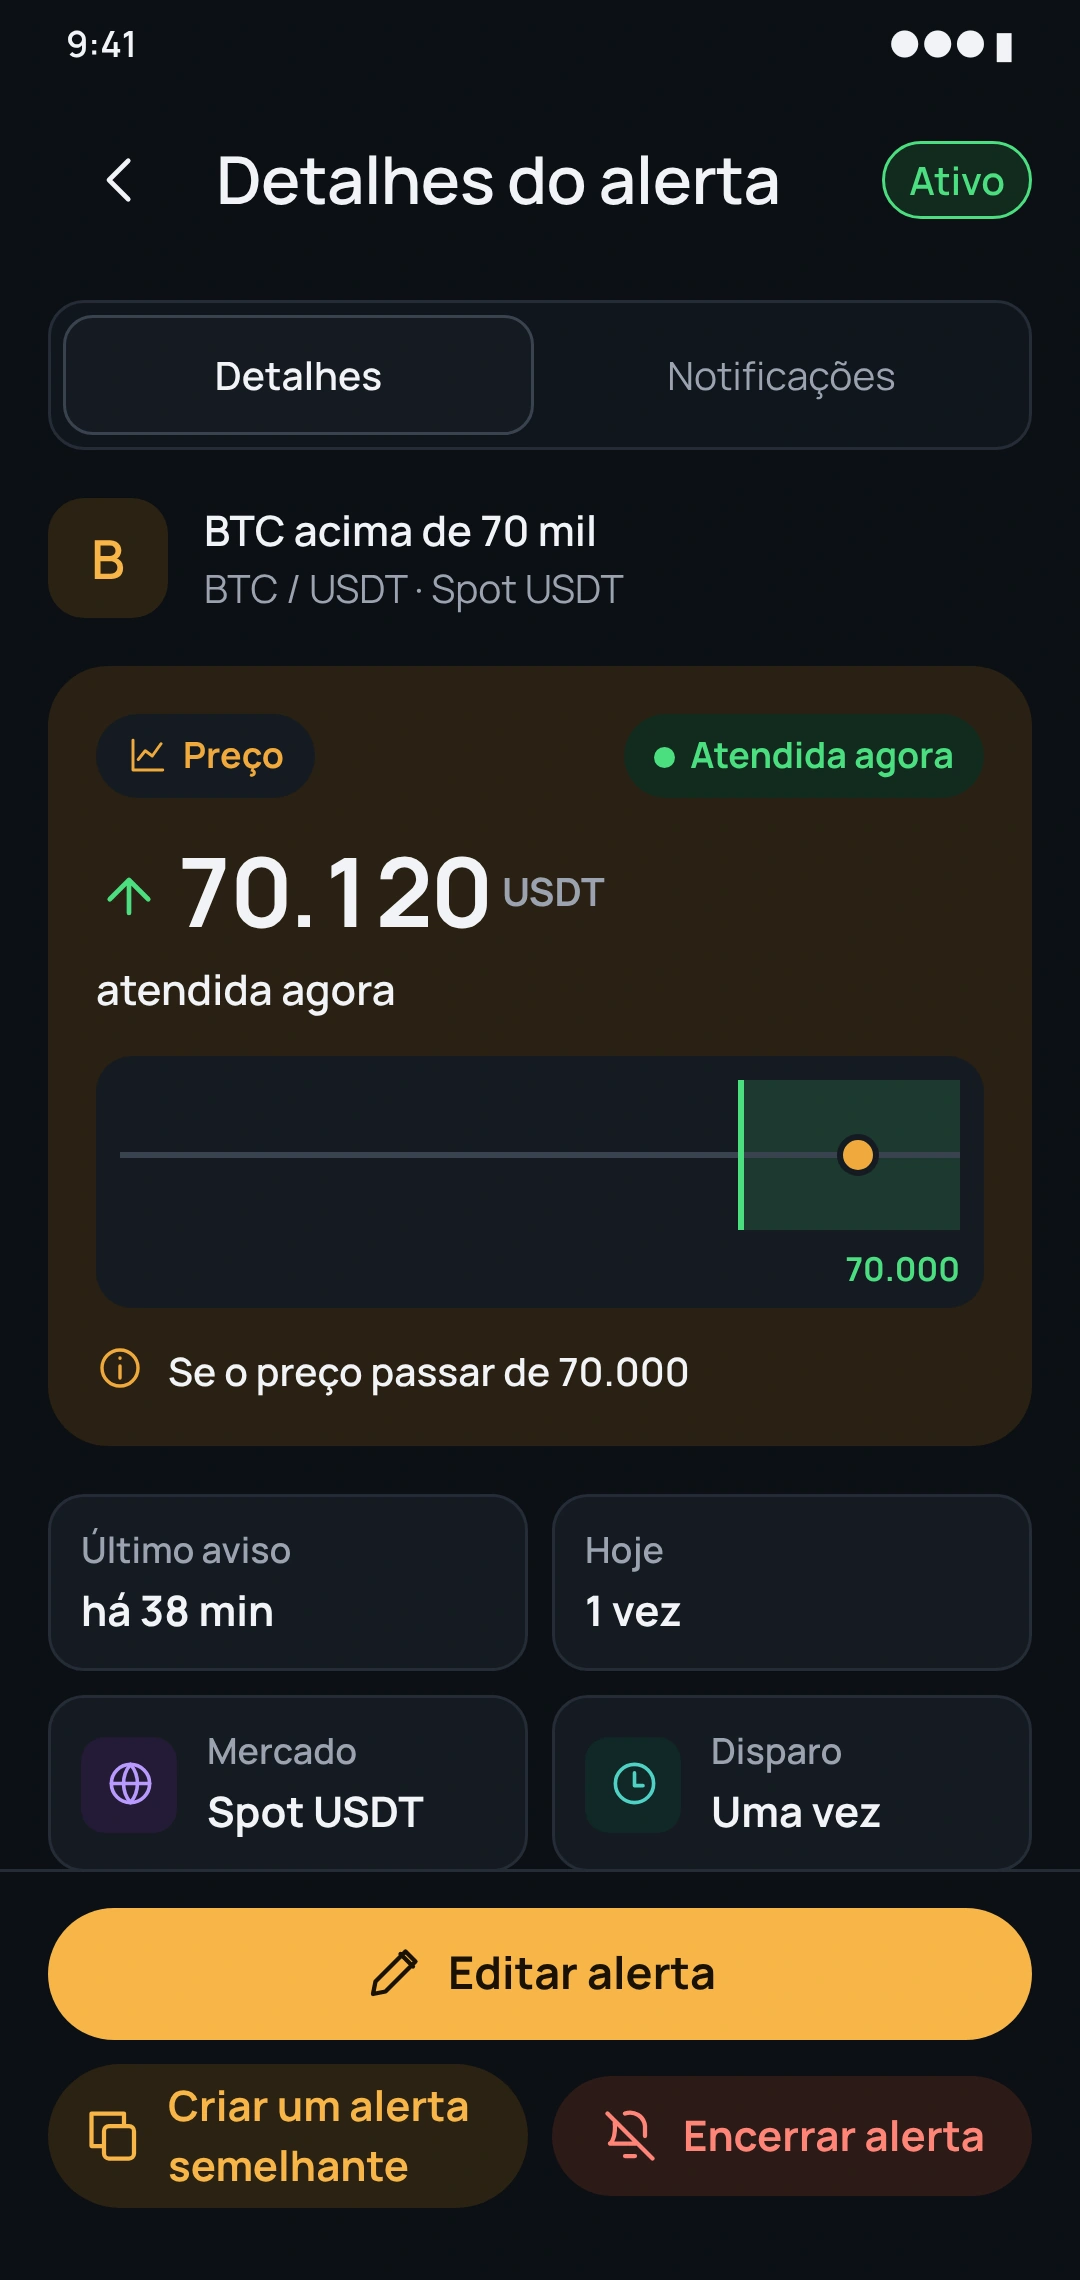 9:41
Detalhes do alerta
Ativo
Detalhes
Notificações
B
BTC acima de 70 mil
BTC / USDT · Spot USDT
Preço
Atendida agora
70.120 USDT
atendida agora
70.000
Se o preço passar de 70.000
Último aviso
há 38 min
Hoje
1 vez
Mercado
Spot USDT
Disparo
Uma vez
Editar alerta
Criar um alerta
semelhante
Encerrar alerta